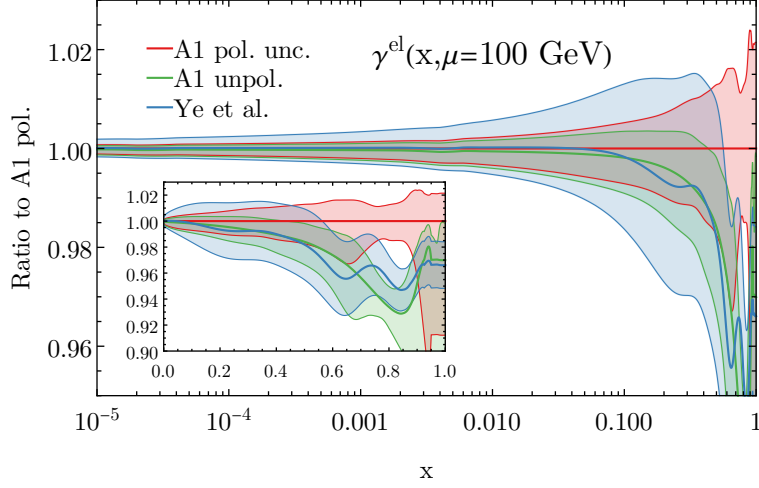 1.02
1.00
0.98
0.96
Ratio to A1 pol.
A1 pol. unc.
A1 unpol.
Ye et al.
γ^el(x,μ=100 GeV)
1.02
1.00
0.98
0.96
0.94
0.92
0.90
0.0 0.2 0.4 0.6 0.8 1.0
10^-5 10^-4 0.001 0.010 0.100 1
x